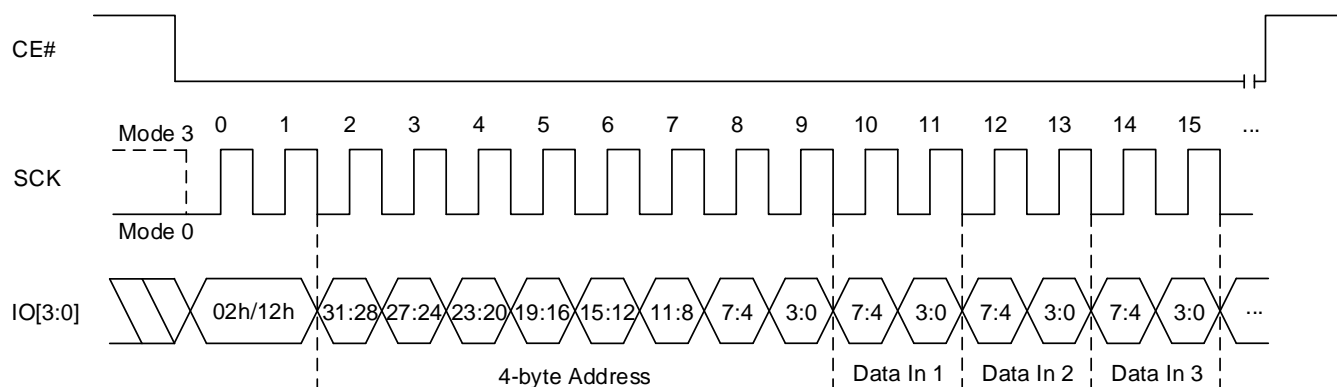 CE#
0 1 2 3 4 5 6 7 8 9 10 11 12 13 14 15 ...
Mode 3
SCK
Mode 0
IO[3:0] 02h/12h 31:28 27:24 23:20 19:16 15:12 11:8 7:4 3:0 7:4 3:0 7:4 3:0 7:4 3:0 ...
4-byte Address Data In 1 Data In 2 Data In 3